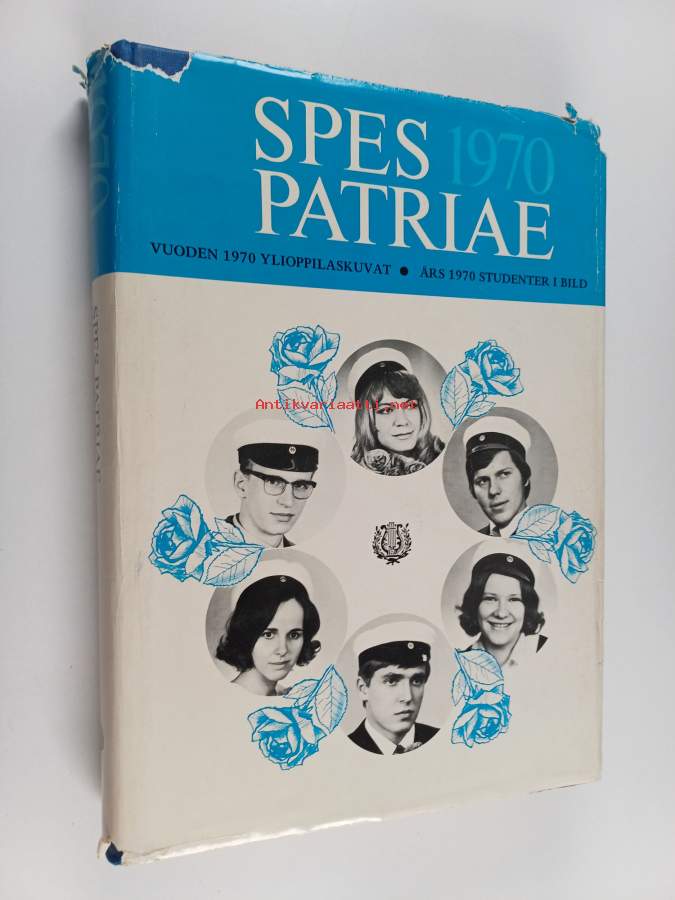 SPES 1970
PATRIAE
VUODEN 1970 YLIOPPILASKUVAT ● ÅRS 1970 STUDENTER I BILD
Antikvariaatti.net
SPES PATRIAE